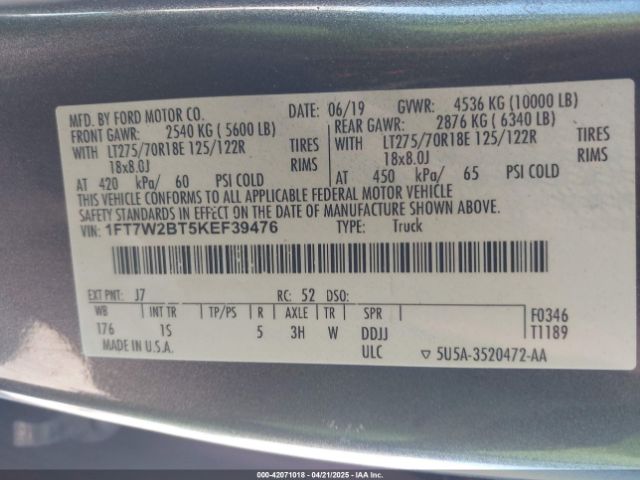 MFD. BY FORD MOTOR CO. DATE: 06/19 GVWR: 4536 KG (10000 LB)
FRONT GAWR: 2540 KG (5600 LB) REAR GAWR: 2876 KG (6340 LB)
WITH LT275/70R18E 125/122R TIRES WITH LT275/70R18E 125/122R TIRES
18x8.0J RIMS 18x8.0J RIMS
AT 420 kPa/ 60 PSI COLD AT 450 kPa/ 65 PSI COLD
THIS VEHICLE CONFORMS TO ALL APPLICABLE FEDERAL MOTOR VEHICLE
SAFETY STANDARDS IN EFFECT ON THE DATE OF MANUFACTURE SHOWN ABOVE.
VIN: 1FT7W2BT5KEF39476 TYPE: Truck
EXT PNT: J7 RC: 52 DSO:
WB INT TR TP/PS R AXLE TR SPR F0346
176 1S 5 3H W DDJJ T1189
MADE IN U.S.A. ULC ▽ 5U5A-3520472-AA
000-42071018 - 04/21/2025 - IAAI Inc.